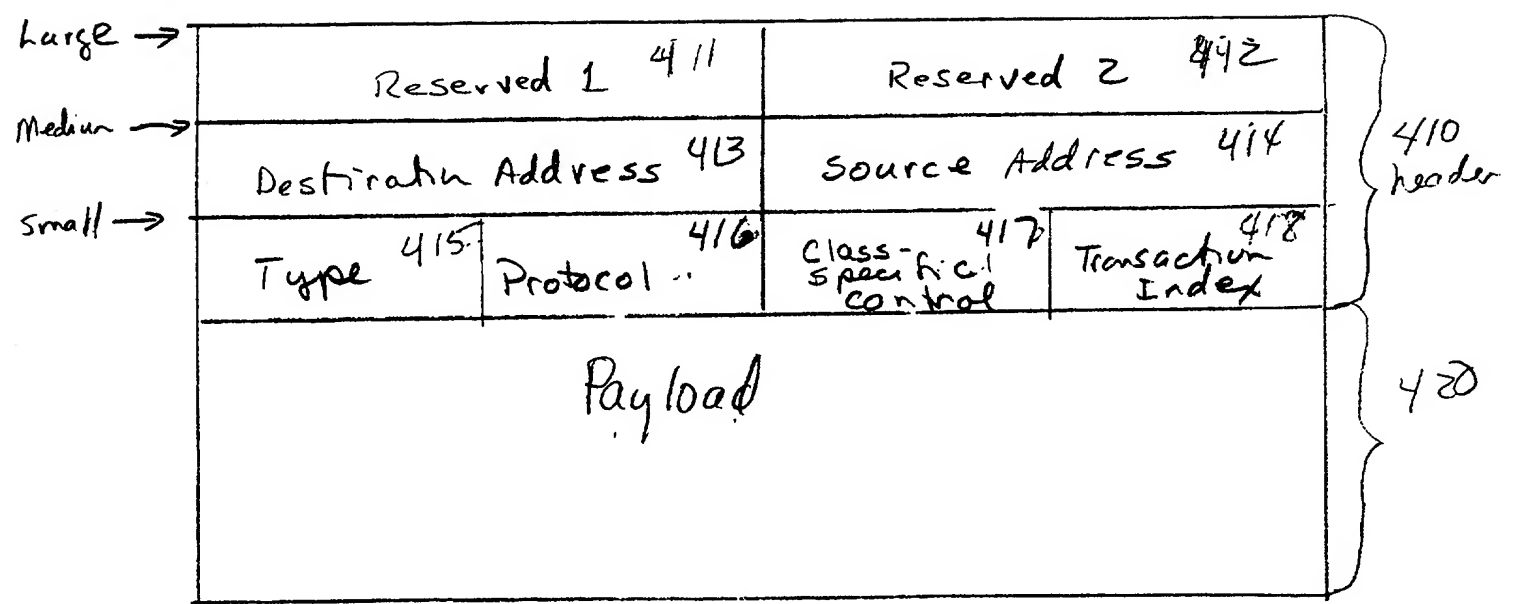 Large →
Reserved 1 411
Reserved 2 412
Medium →
Destination Address 413
Source Address 414
410
header
Small →
Type 415
Protocol 416
Class-
specific
control
417
Transaction
Index
418
Payload
420